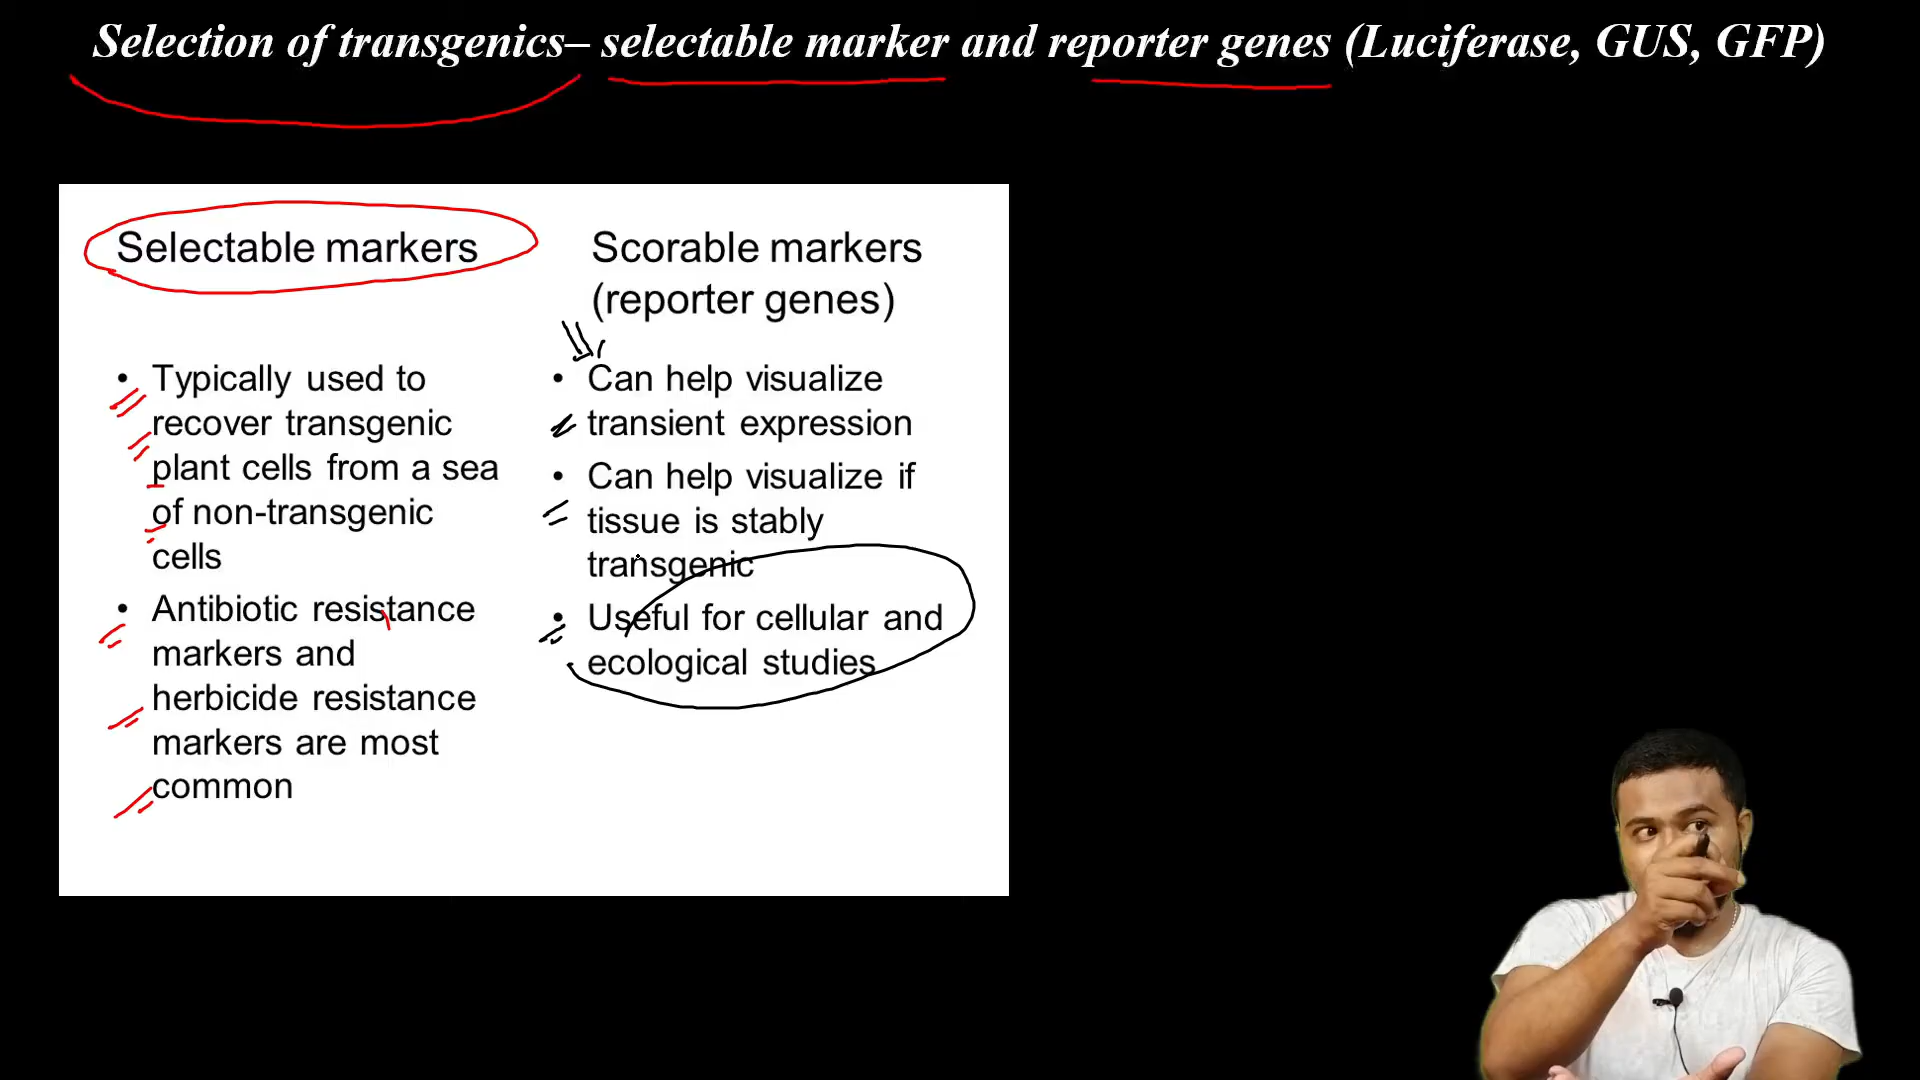 Selection of transgenics– selectable marker and reporter genes (Luciferase, GUS, GFP)
Selectable markers
• Typically used to
recover transgenic
plant cells from a sea
of non-transgenic
cells
• Antibiotic resistance
markers and
herbicide resistance
markers are most
common
Scorable markers
(reporter genes)
• Can help visualize
transient expression
• Can help visualize if
tissue is stably
transgenic
• Useful for cellular and
ecological studies